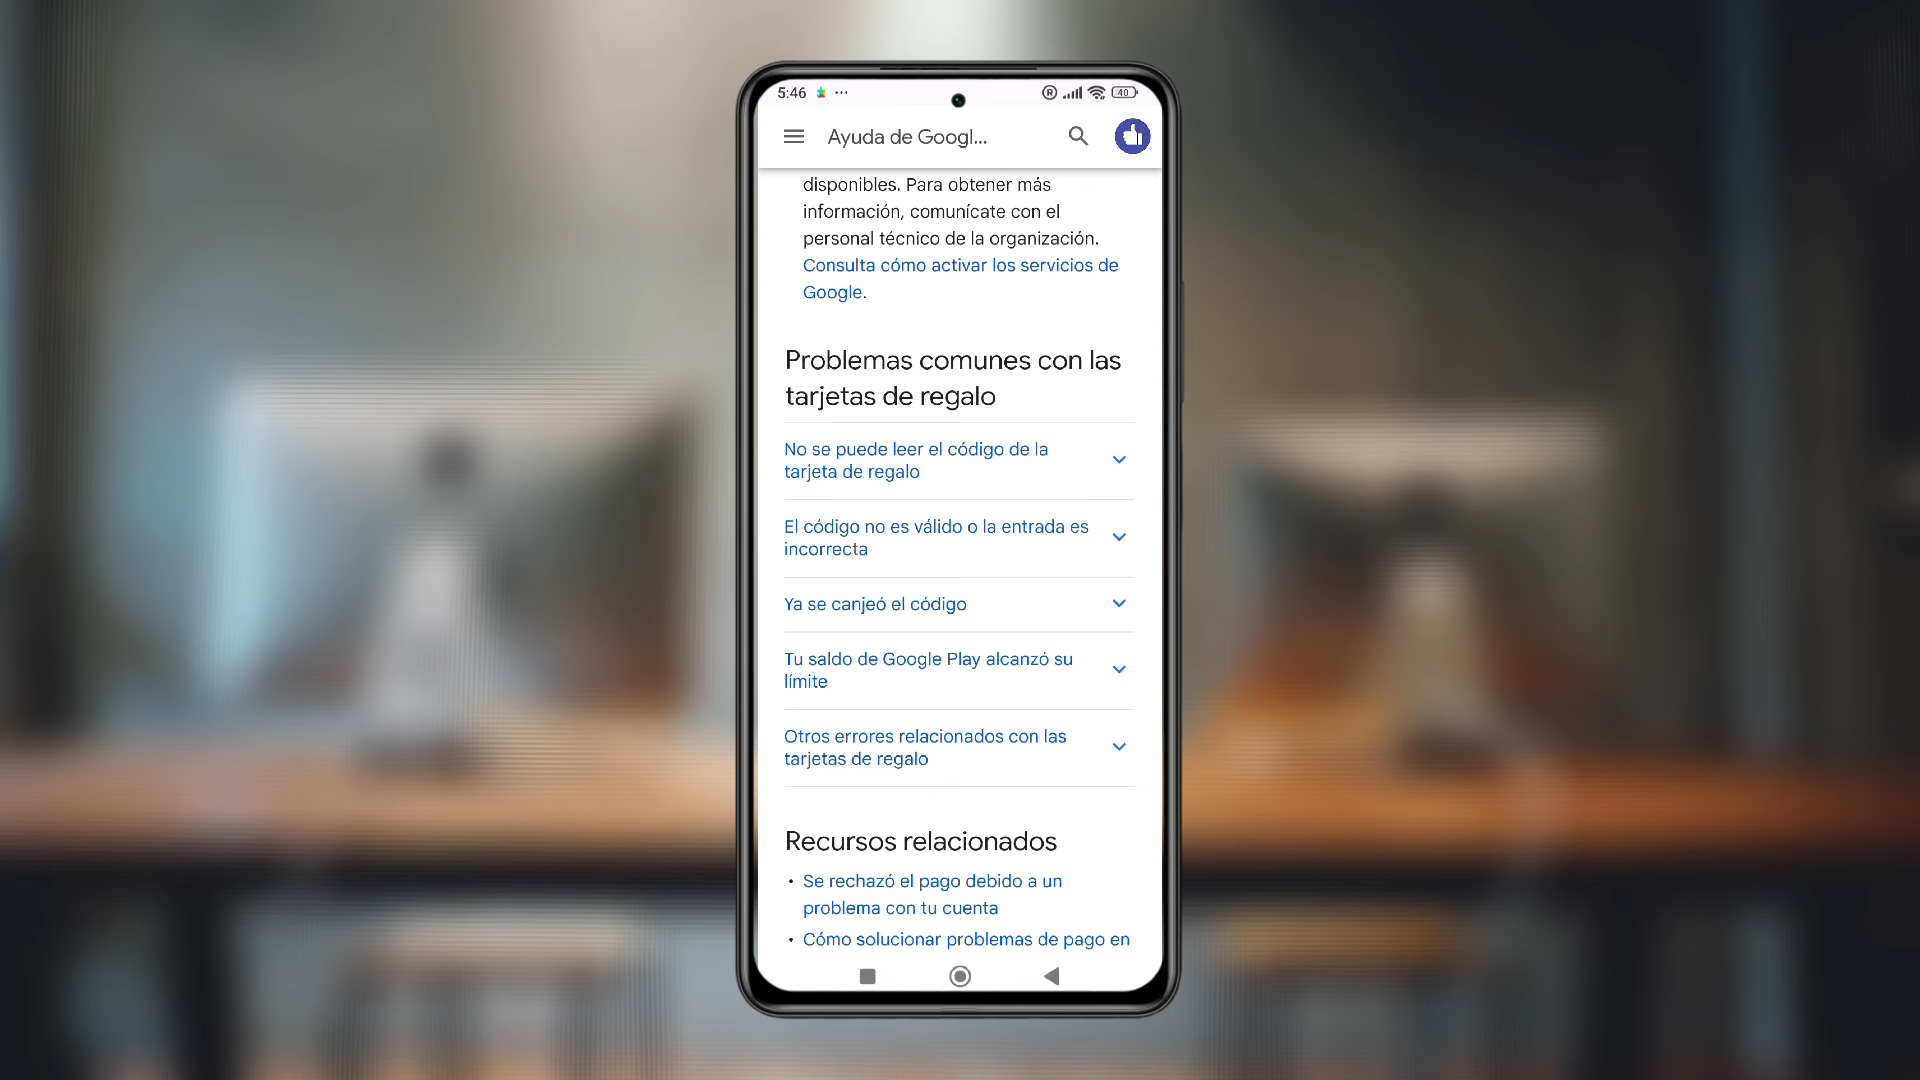 5:46
40
Ayuda de Googl...
disponibles. Para obtener más
información, comunícate con el
personal técnico de la organización.
Consulta cómo activar los servicios de
Google.
Problemas comunes con las
tarjetas de regalo
No se puede leer el código de la
tarjeta de regalo
El código no es válido o la entrada es
incorrecta
Ya se canjeó el código
Tu saldo de Google Play alcanzó su
límite
Otros errores relacionados con las
tarjetas de regalo
Recursos relacionados
• Se rechazó el pago debido a un
problema con tu cuenta
• Cómo solucionar problemas de pago en